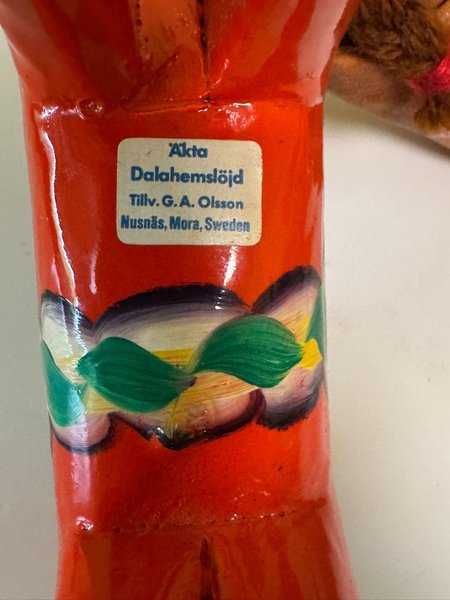 Äkta
Dalahemslöjd
Tillv. G. A. Olsson
Nusnäs, Mora, Sweden